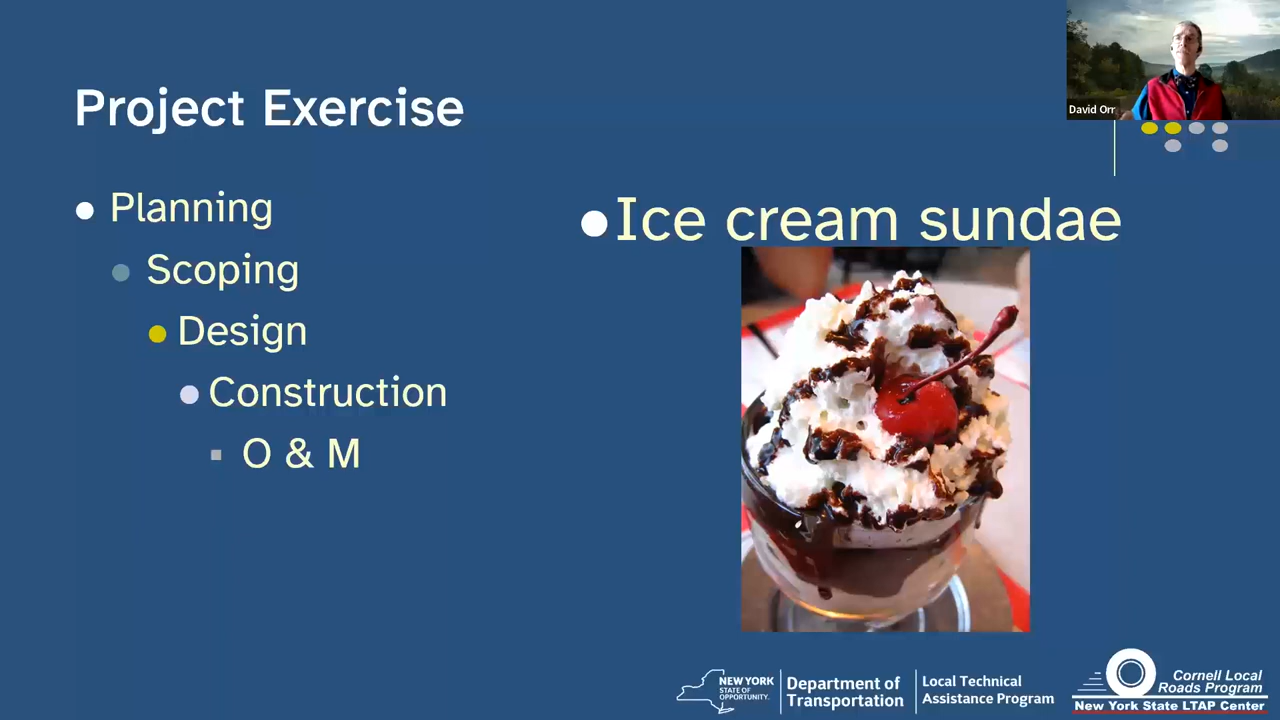 David Orr
Project Exercise
Planning
Scoping
Design
Construction
O & M
Ice cream sundae
NEW YORK
STATE OF
OPPORTUNITY.
Department of
Transportation
Local Technical
Assistance Program
Cornell Local
Roads Program
New York State LTAP Center